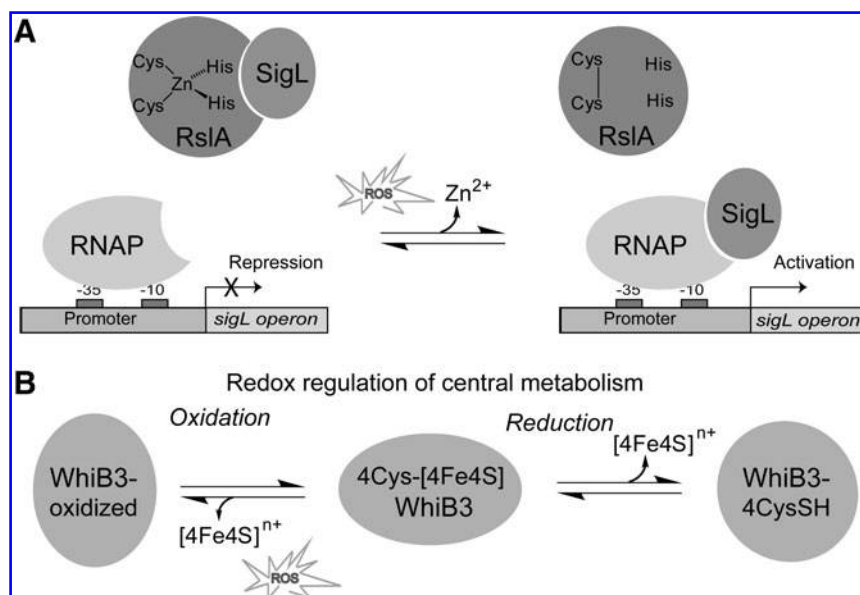 A
Cys
Zn
His
Cys
His
RslA
SigL
Cys
His
Cys
His
RslA
ROS
Zn2+
RNAP
Repression
X
-35
-10
Promoter
sigL operon
RNAP
SigL
Activation
-35
-10
Promoter
sigL operon
B
Redox regulation of central metabolism
Oxidation
Reduction
WhiB3-
oxidized
[4Fe4S]n+
ROS
4Cys-[4Fe4S]
WhiB3
[4Fe4S]n+
WhiB3-
4CysSH